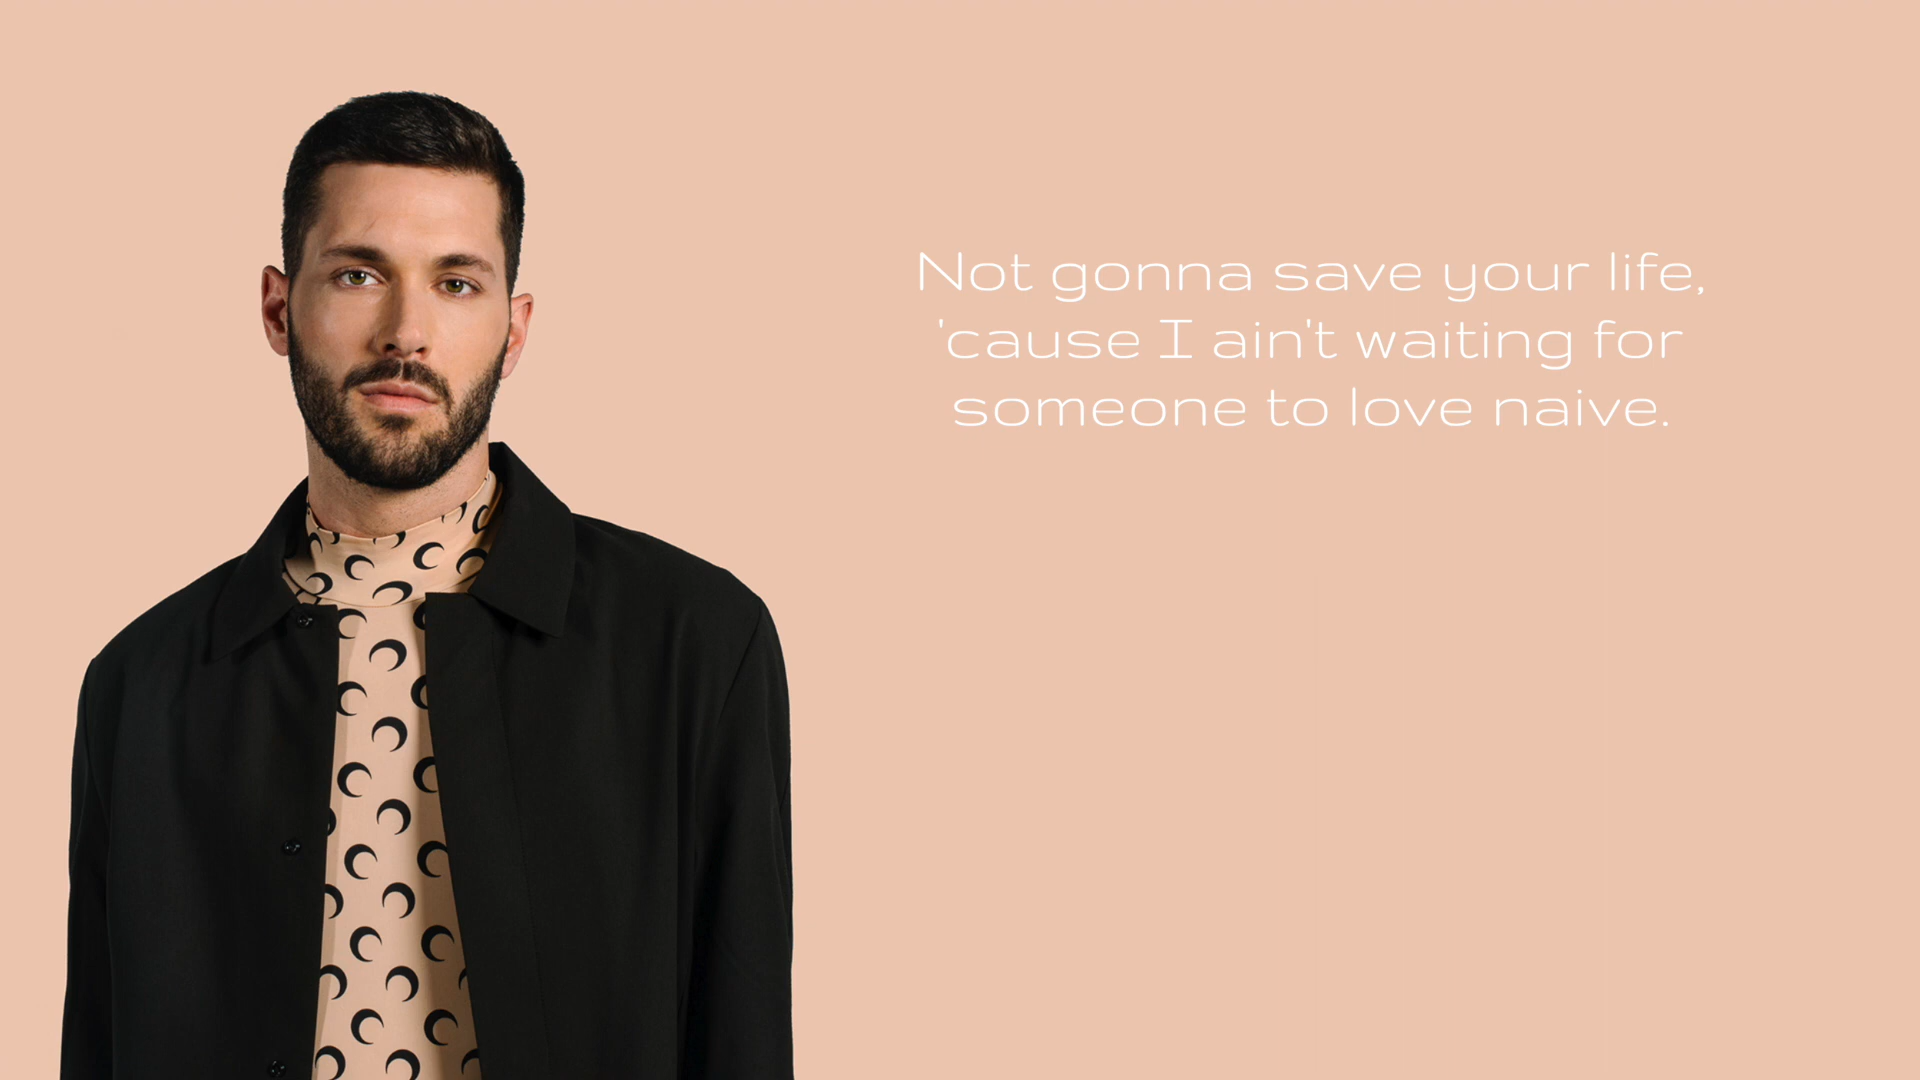 Not gonna save your life,
'cause I ain't waiting for
someone to love naive.